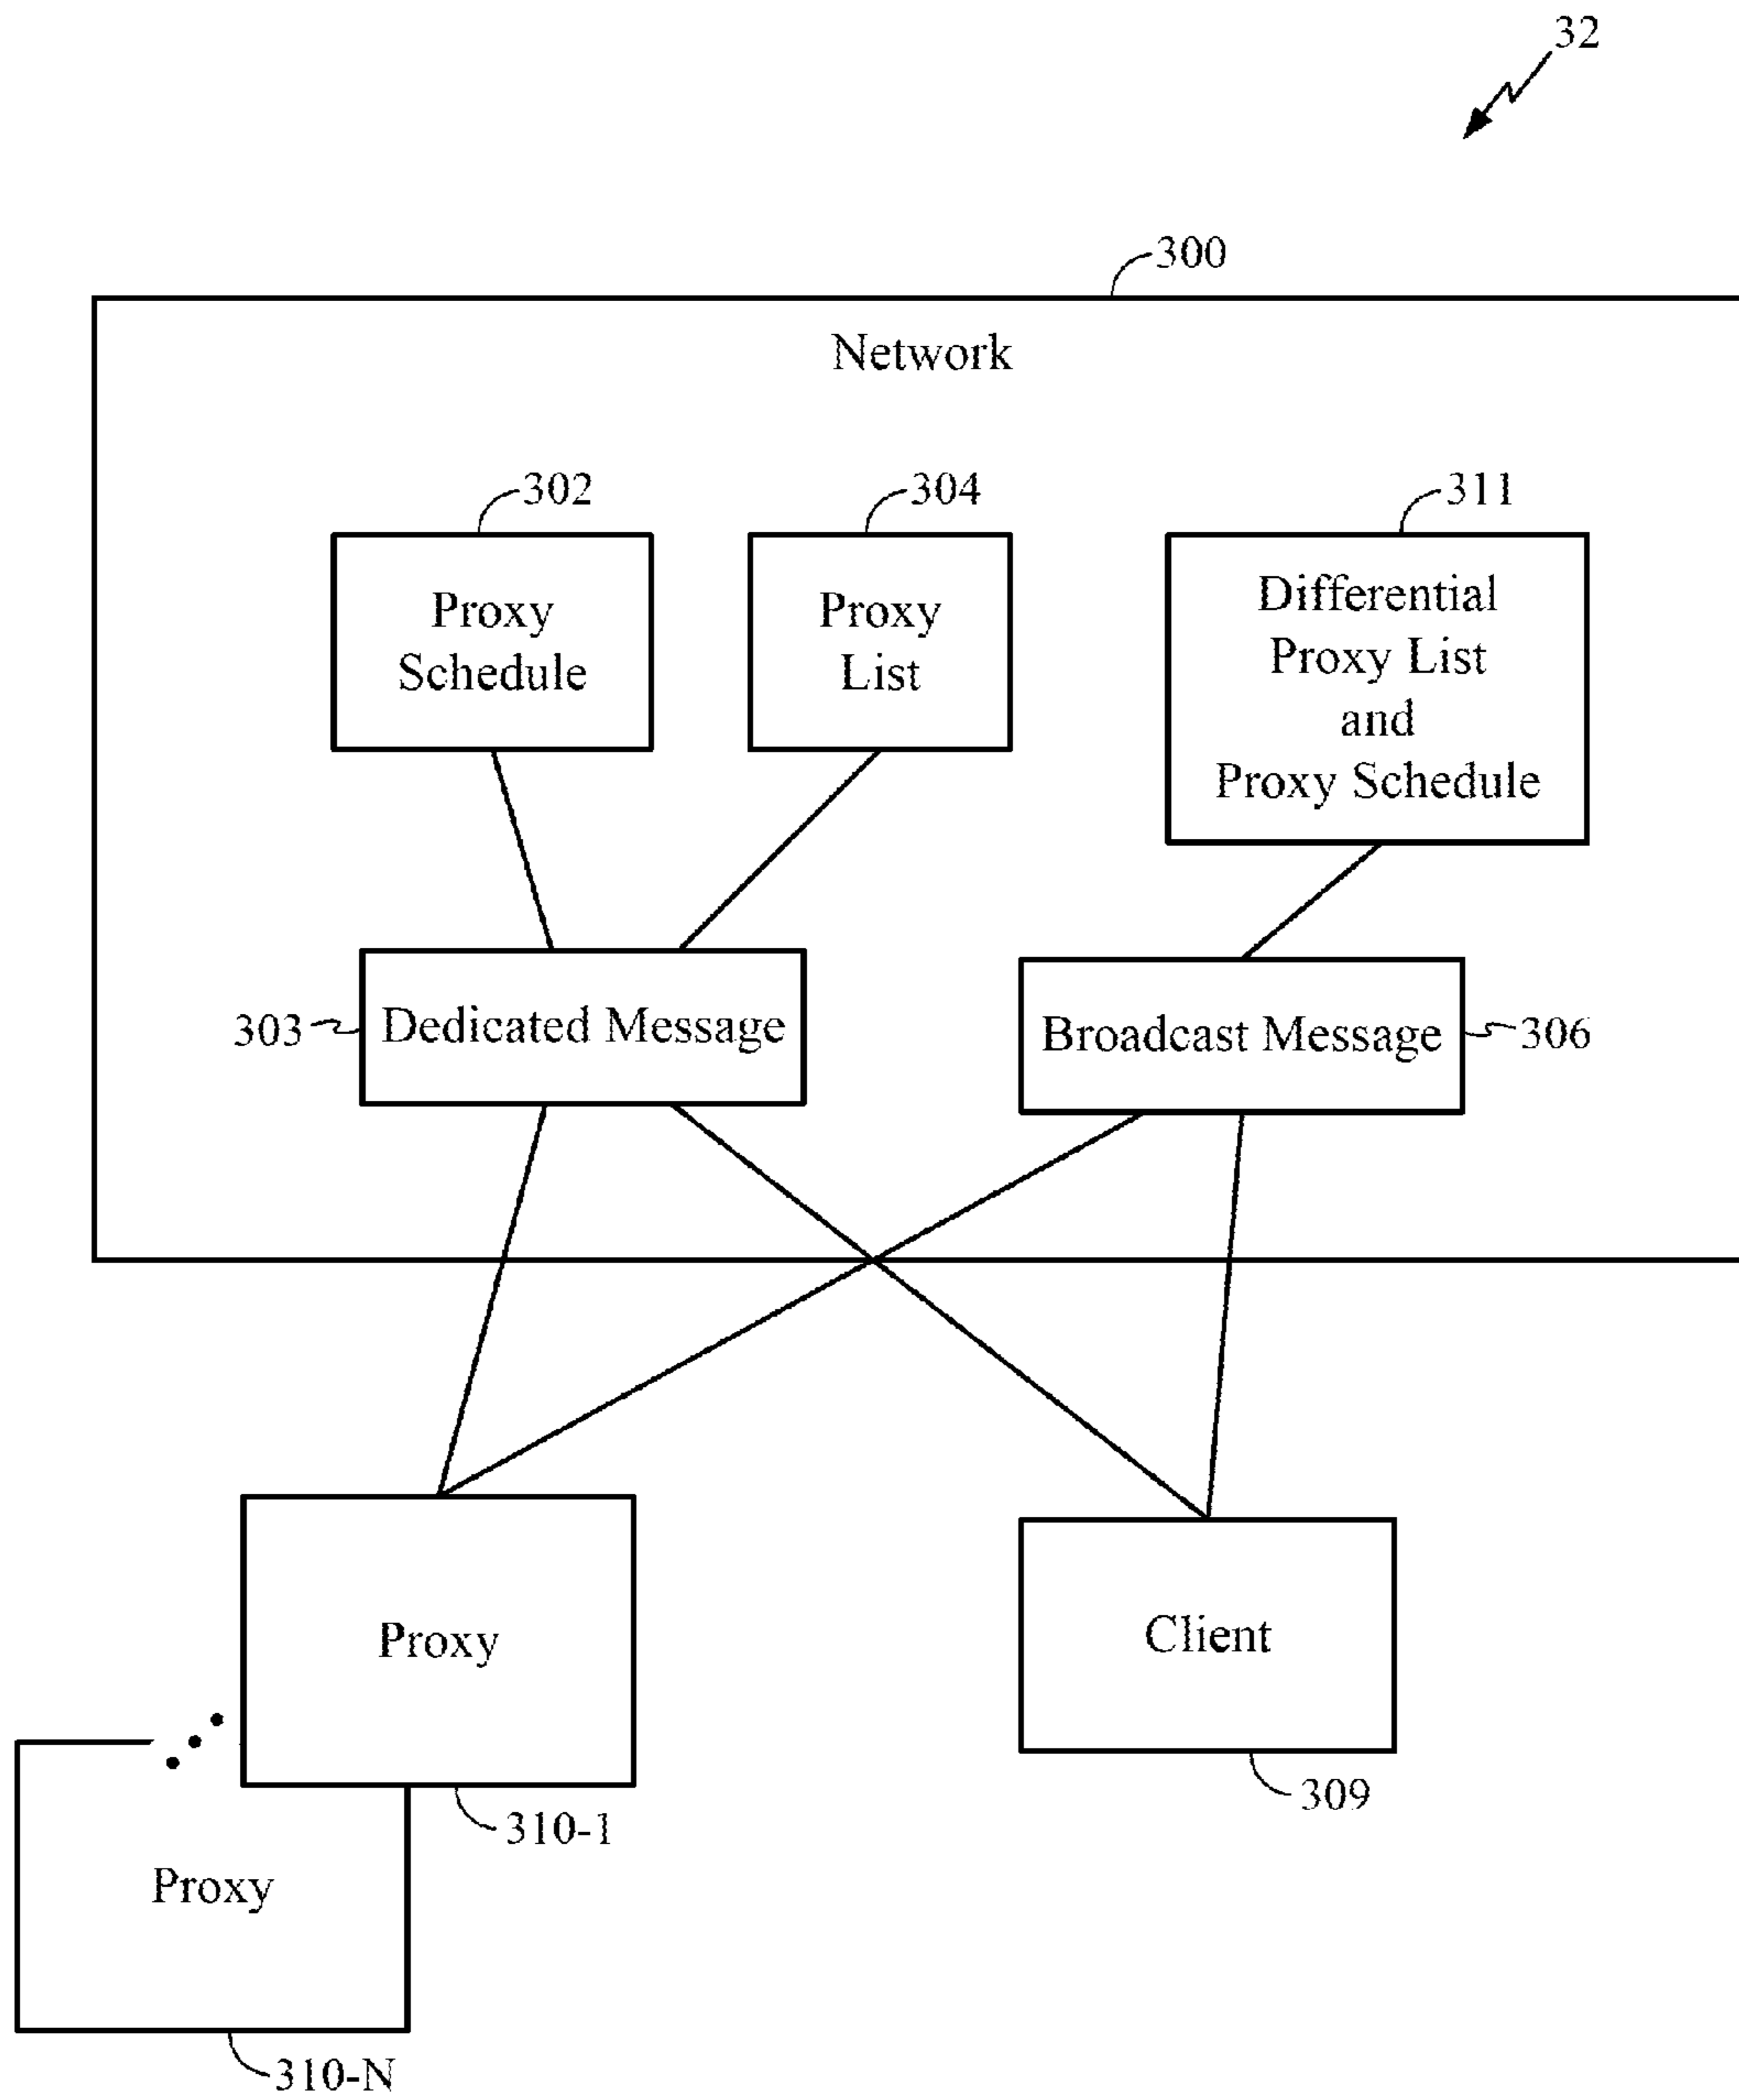 32
300
Network
302
304
311
Proxy
Schedule
Proxy
List
Differential
Proxy List
and
Proxy Schedule
303
Dedicated Message
Broadcast Message
306
Proxy
Client
309
310-1
Proxy
310-N